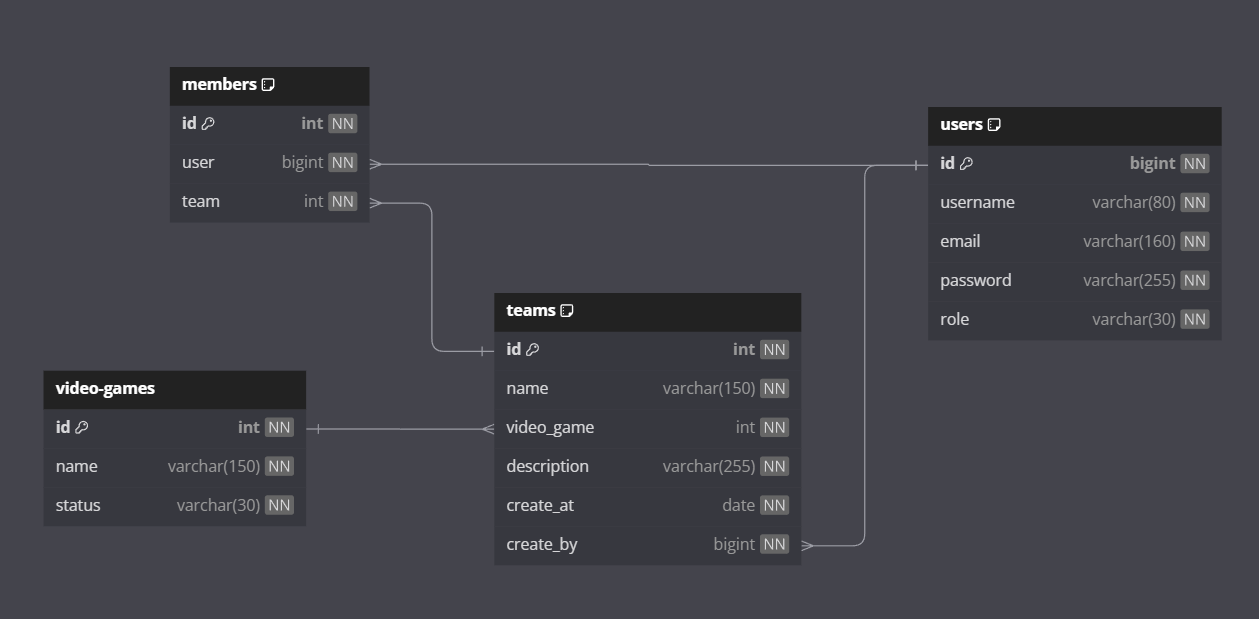 members
id int NN
user bigint NN
team int NN
users
id bigint NN
username varchar(80) NN
email varchar(160) NN
password varchar(255) NN
role varchar(30) NN
teams
id int NN
name varchar(150) NN
video_game int NN
description varchar(255) NN
create_at date NN
create_by bigint NN
video-games
id int NN
name varchar(150) NN
status varchar(30) NN